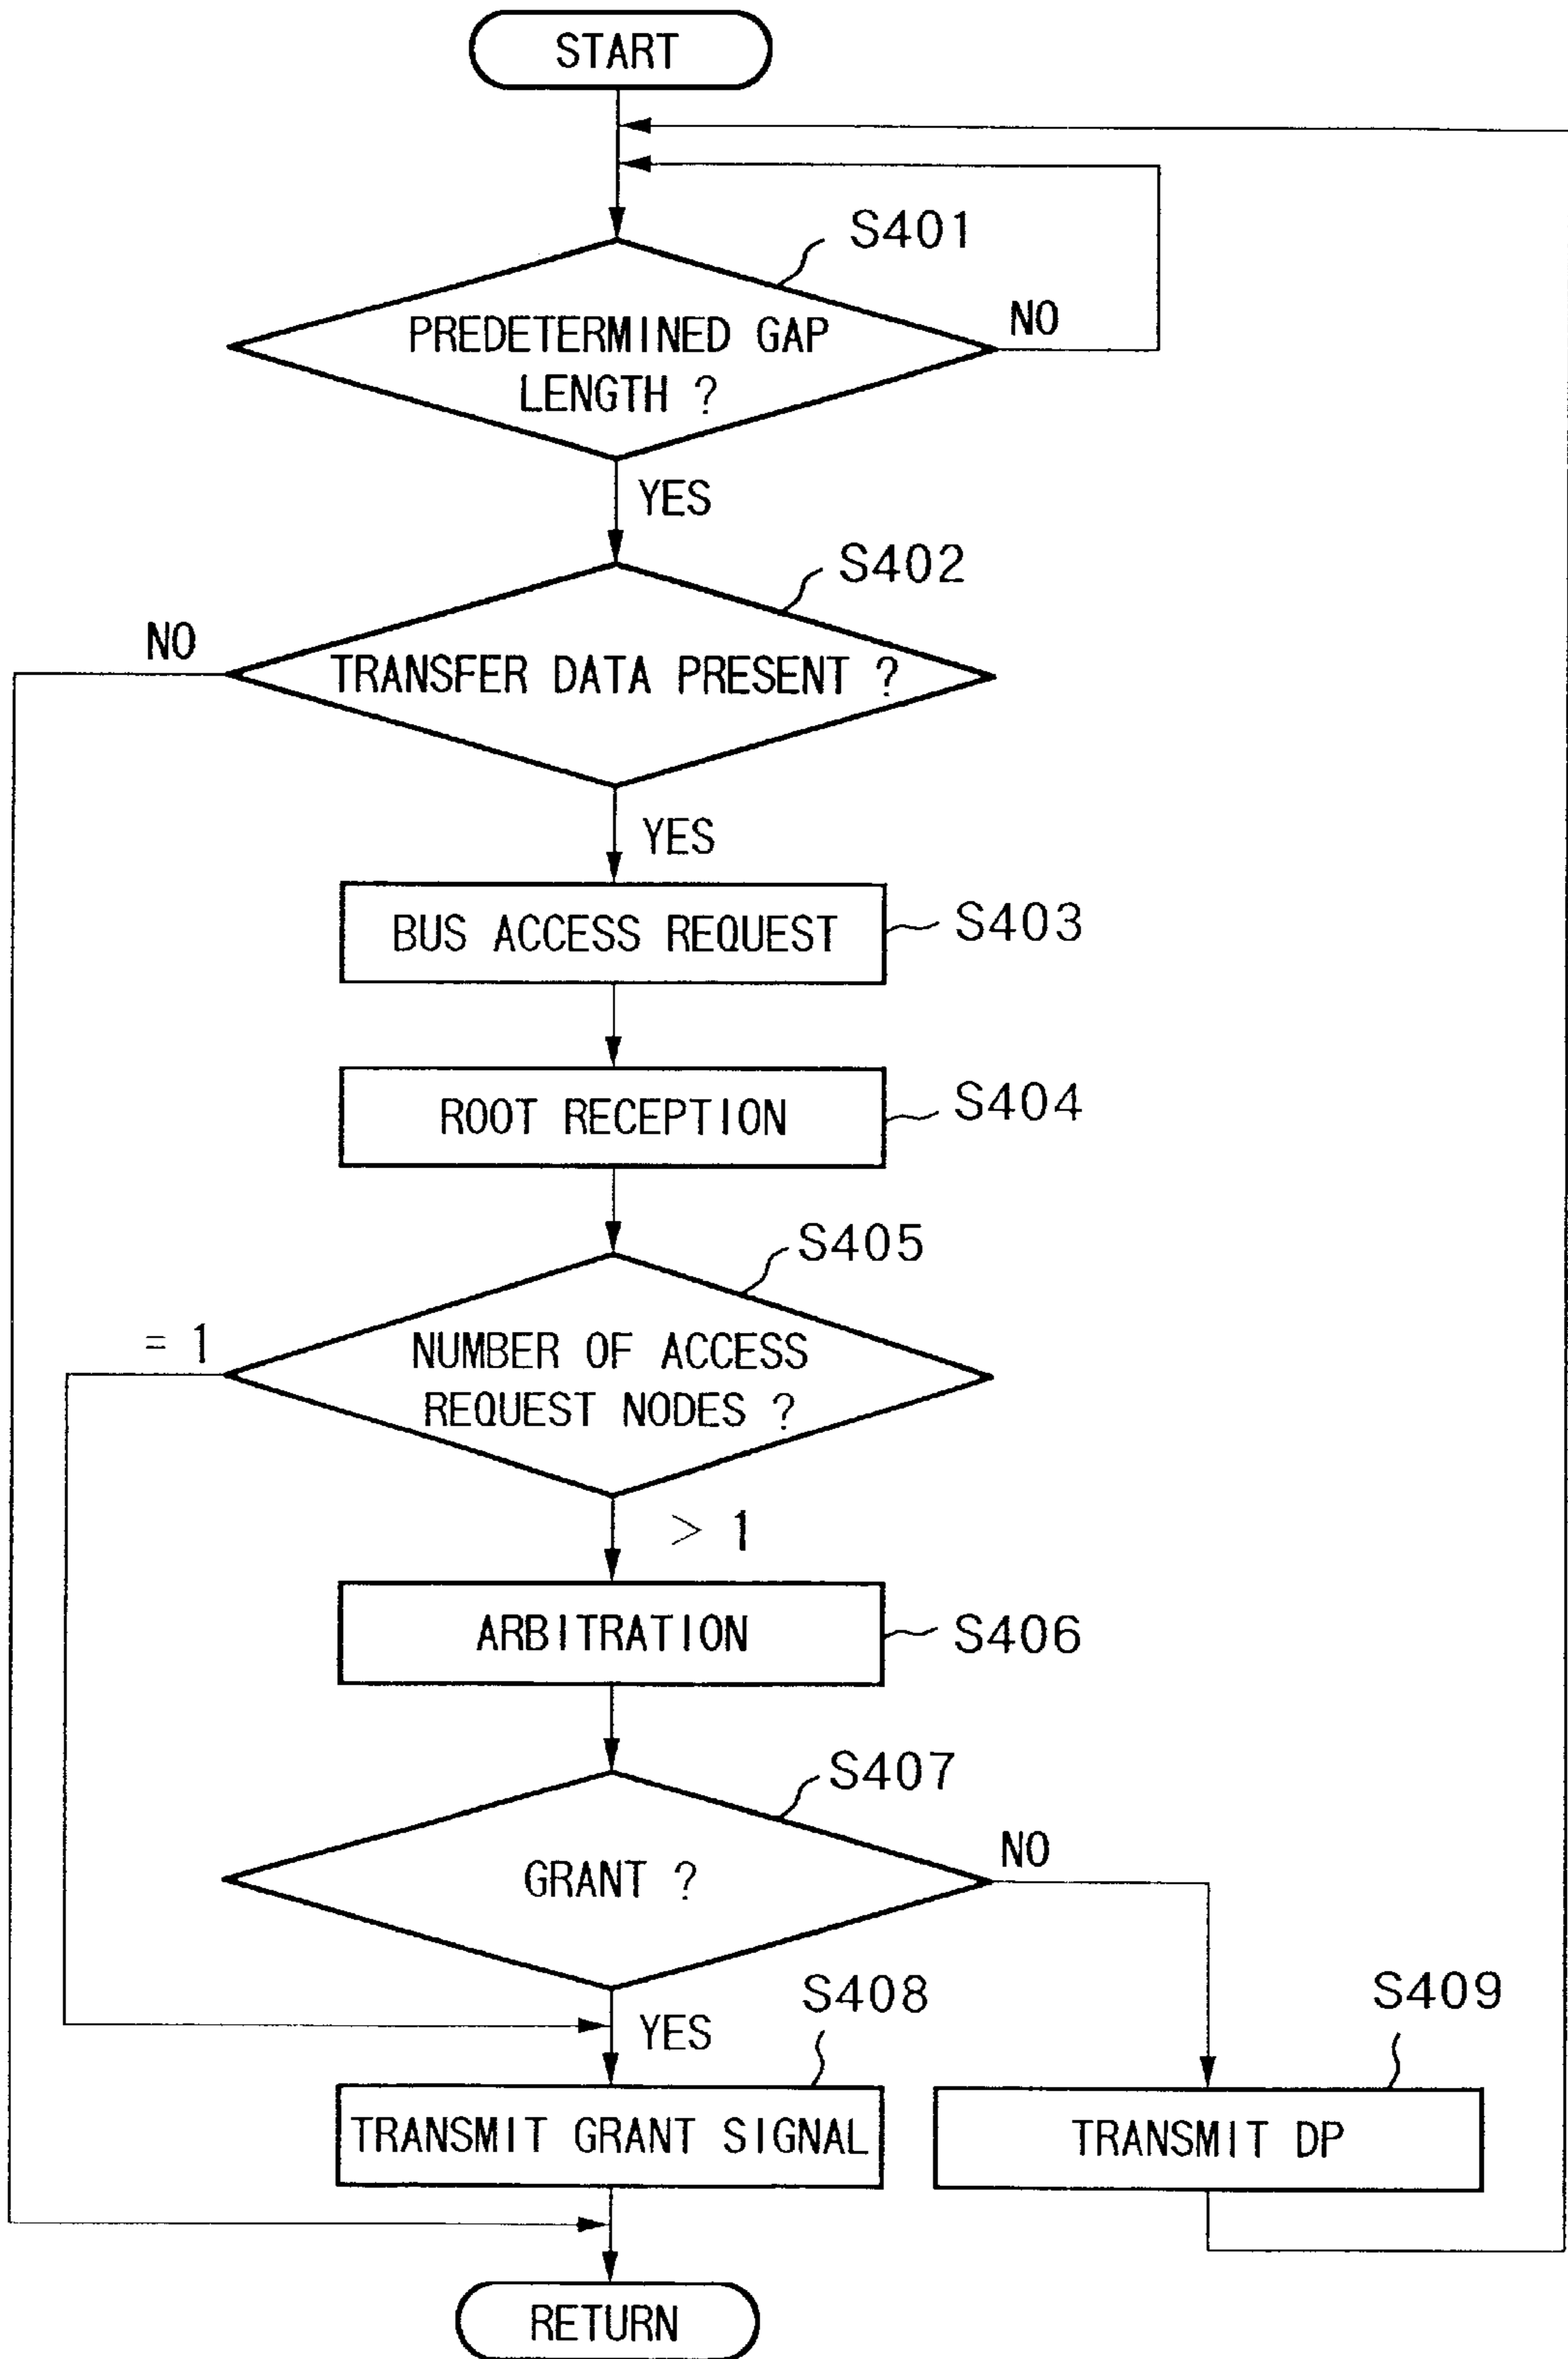 START
S401
PREDETERMINED GAP
LENGTH ?
NO
YES
S402
NO
TRANSFER DATA PRESENT ?
YES
BUS ACCESS REQUEST
S403
ROOT RECEPTION
S404
S405
= 1
NUMBER OF ACCESS
REQUEST NODES ?
> 1
ARBITRATION
S406
S407
GRANT ?
NO
YES
S408
S409
TRANSMIT GRANT SIGNAL
TRANSMIT DP
RETURN